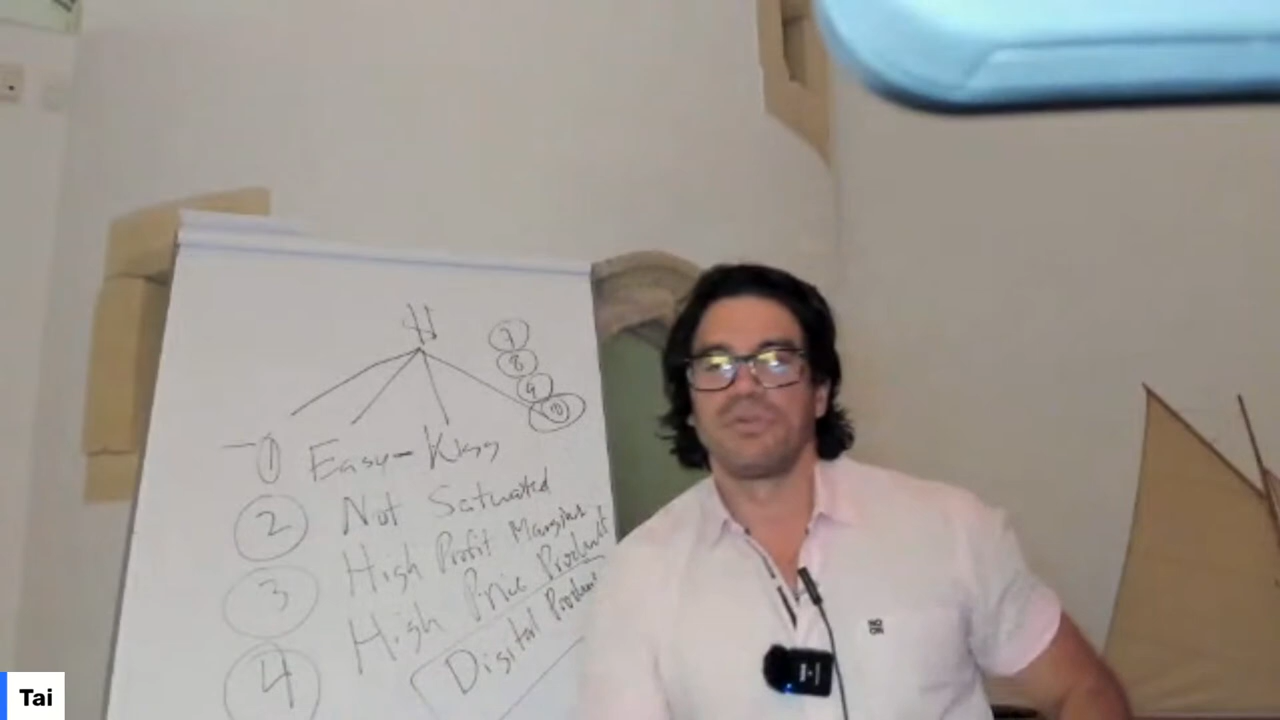 7
8
9
10
1 Easy-Kiss
2 Not Saturated
3 High Profit Margins
4 High Price Products
Digital Products
Tai